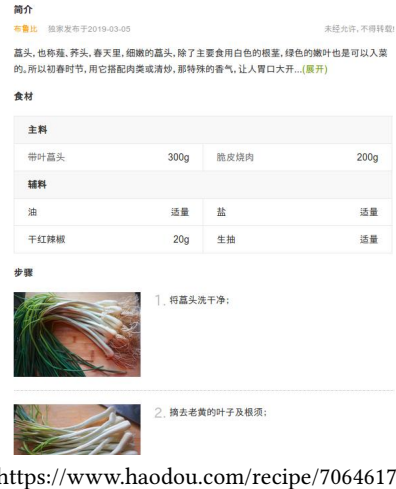 简介
布鲁比 独家发布于2019-03-05 未经允许,不得转载!
藠头,也称薤、荞头,春天里,细嫩的藠头,除了主要食用白色的根茎,绿色的嫩叶也是可以入菜
的。所以初春时节,用它搭配肉类或清炒,那特殊的香气,让人胃口大开...(展开)
食材
主料
带叶藠头 300g 脆皮烧肉 200g
辅料
油 适量 盐 适量
干红辣椒 20g 生抽 适量
步骤
1. 将藠头洗干净;
2. 摘去老黄的叶子及根须;
https://www.haodou.com/recipe/7064617